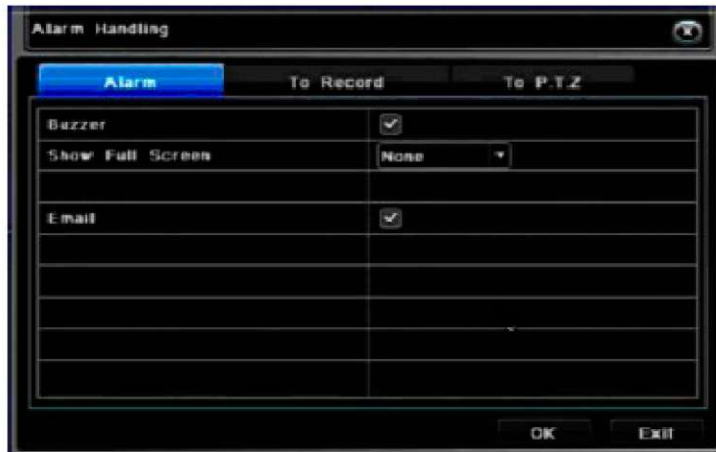 Alarm Handling
Alarm To Record To P.T.Z
Buzzer
Show Full Screen None
Email
OK Exit